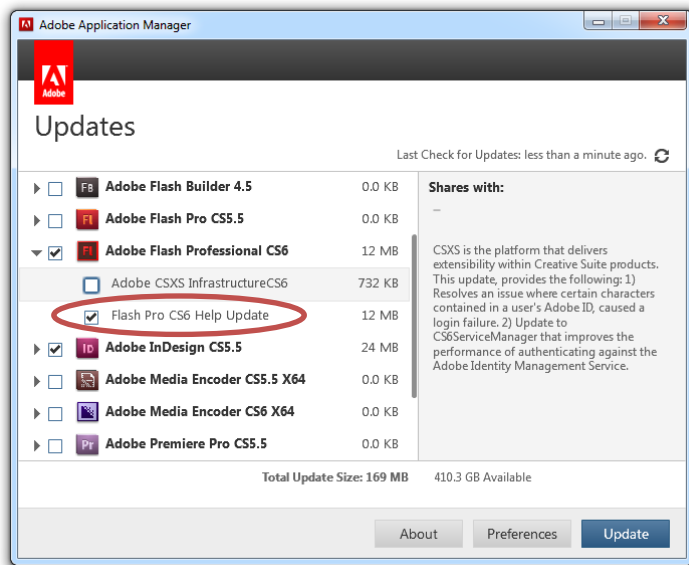 Adobe Application Manager
Adobe
Updates
Last Check for Updates: less than a minute ago.
FB Adobe Flash Builder 4.5 0.0 KB
Fl Adobe Flash Pro CS5.5 0.0 KB
Fl Adobe Flash Professional CS6 12 MB
Adobe CSXS InfrastructureCS6 732 KB
Flash Pro CS6 Help Update 12 MB
ID Adobe InDesign CS5.5 24 MB
Adobe Media Encoder CS5.5 X64 0.0 KB
Adobe Media Encoder CS6 X64 0.0 KB
Pr Adobe Premiere Pro CS5.5 0.0 KB
Shares with:
–
CSXS is the platform that delivers
extensibility within Creative Suite products.
This update, provides the following: 1)
Resolves an issue where certain characters
contained in a user's Adobe ID, caused a
login failure. 2) Update to
CS6ServiceManager that improves the
performance of authenticating against the
Adobe Identity Management Service.
Total Update Size: 169 MB 410.3 GB Available
About Preferences Update